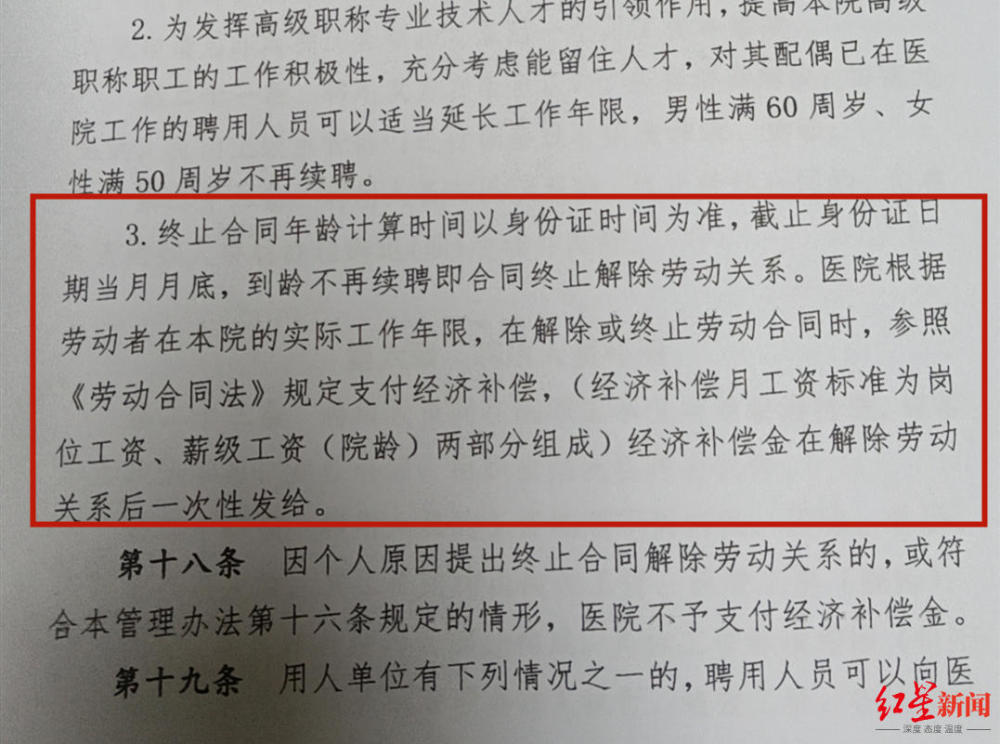 2.为发挥高级职称专业技术人才的引领作用,提高本院高级
职称职工的工作积极性，充分考虑能留住人才，对其配偶已在医
院工作的聘用人员可以适当延长工作年限，男性满60周岁、女
性满50周岁不再续聘。
3.终止合同年龄计算时间以身份证时间为准，截止身份证日
期当月月底，到龄不再续聘即合同终止解除劳动关系。医院根据
劳动者在本院的实际工作年限，在解除或终止劳动合同时，参照
《劳动合同法》规定支付经济补偿，（经济补偿月工资标准为岗
位工资、薪级工资（院龄）两部分组成）经济补偿金在解除劳动
关系后一次性发给。
第十八条 因个人原因提出终止合同解除劳动关系的，或符
合本管理办法第十六条规定的情形，医院不予支付经济补偿金。
第十九条 用人单位有下列情况之一的，聘用人员可以向医
红星新闻
深度 态度 温度